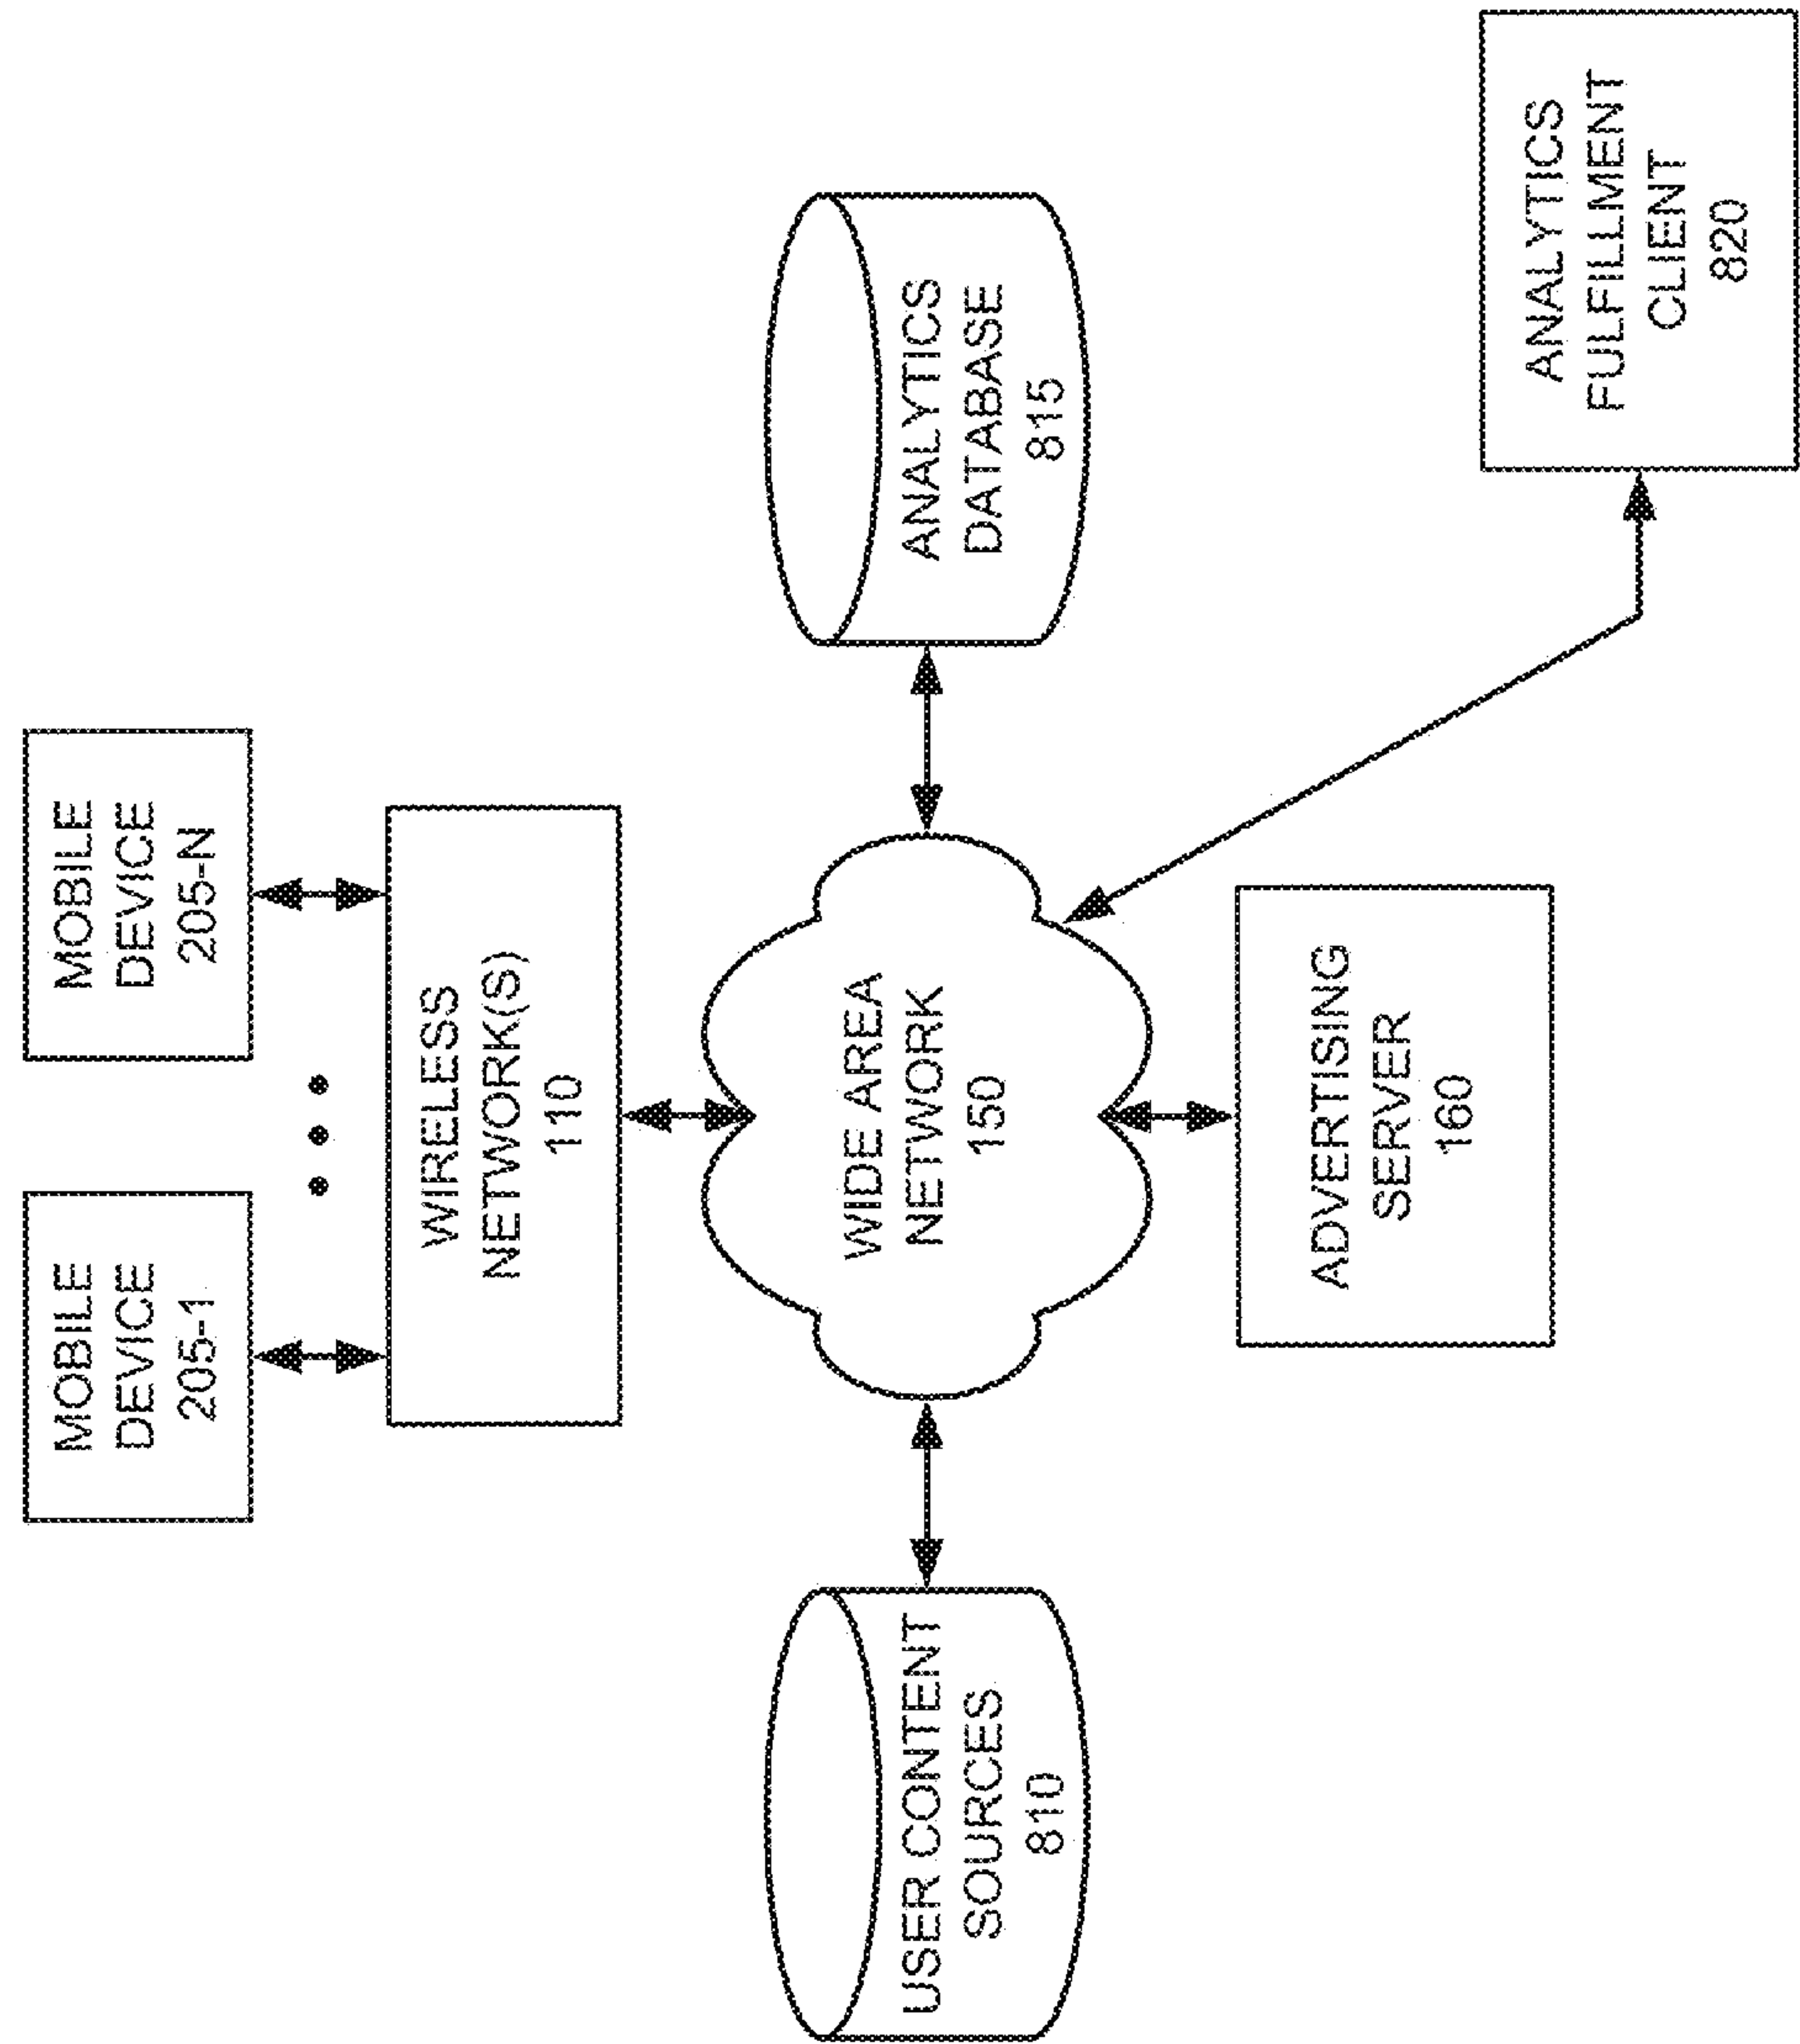 MOBILE
DEVICE
205-1
MOBILE
DEVICE
205-N
WIRELESS
NETWORK(S)
110
USER CONTENT
SOURCES
810
WIDE AREA
NETWORK
150
ANALYTICS
DATABASE
815
ADVERTISING
SERVER
160
ANALYTICS
FULFILLMENT
CLIENT
820